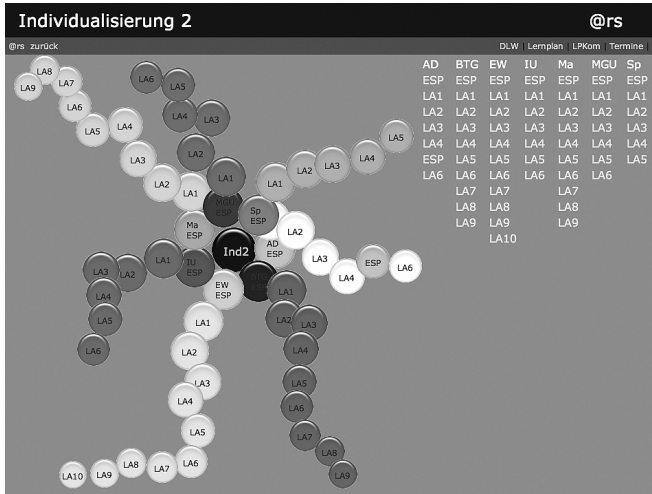 Individualisierung 2 @rs
@rs zurück DLW | Lernplan | LPKom | Termine |
AD BTG EW IU Ma MGU Sp
ESP ESP ESP ESP ESP ESP ESP
LA1 LA1 LA1 LA1 LA1 LA1 LA1
LA2 LA2 LA2 LA2 LA2 LA2 LA2
LA3 LA3 LA3 LA3 LA3 LA3 LA3
LA4 LA4 LA4 LA4 LA4 LA4 LA4
ESP LA5 LA5 LA5 LA5 LA5 LA5
LA6 LA6 LA6 LA6 LA6 LA6
LA7 LA7 LA7
LA8 LA8 LA8
LA9 LA9 LA9
LA10
Ind2
Ma
ESP
LA1
LA2
LA3
LA4
LA5
LA6
LA7
LA8
LA9
MGU
ESP
LA1
LA2
LA3
LA4
LA5
LA6
Sp
ESP
LA1
LA2
LA3
LA4
LA5
AD
ESP
LA2
LA3
LA4
ESP
LA6
LA1
LA2
LA3
LA4
LA5
LA6
LA7
LA8
LA9
EW
ESP
LA1
LA2
LA3
LA4
LA5
LA6
LA7
LA8
LA9
LA10
IU
ESP
LA1
LA2
LA3
LA4
LA5
LA6